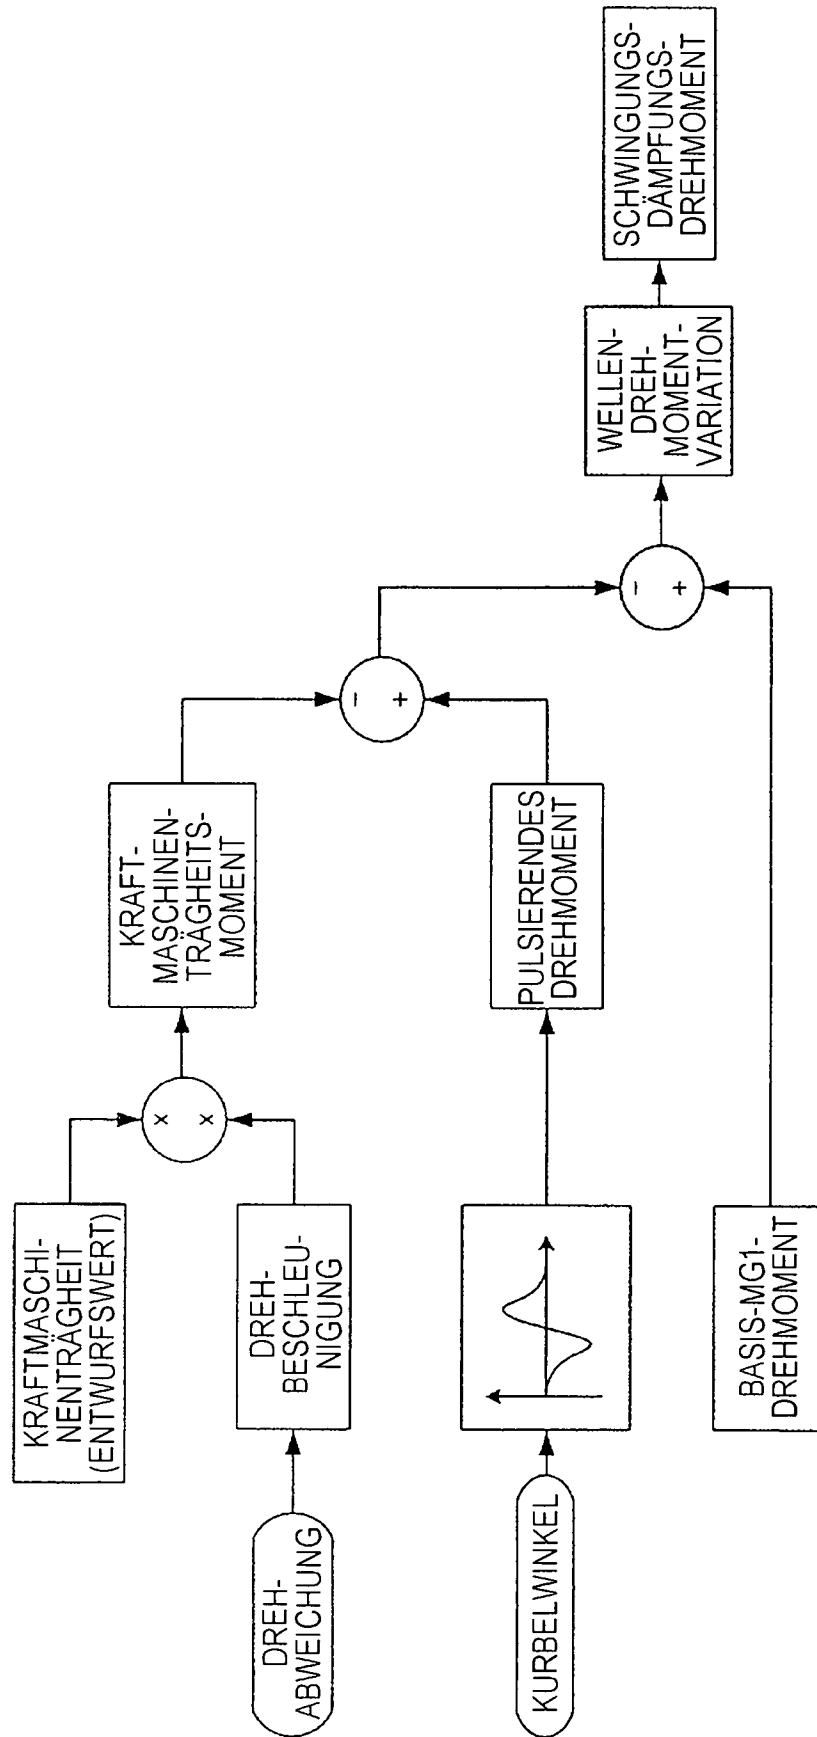 KRAFTMASCHI-
NENTRÄGHEIT
(ENTWURFSWERT)
DREH-
ABWEICHUNG
DREH-
BESCHLEU-
NIGUNG
x
x
KRAFT-
MASCHINEN-
TRÄGHEITS-
MOMENT
KURBELWINKEL
PULSIERENDES
DREHMOMENT
-
+
BASIS-MG1-
DREHMOMENT
-
+
WELLEN-
DREH-
MOMENT-
VARIATION
SCHWINGUNGS-
DÄMPFUNGS-
DREHMOMENT